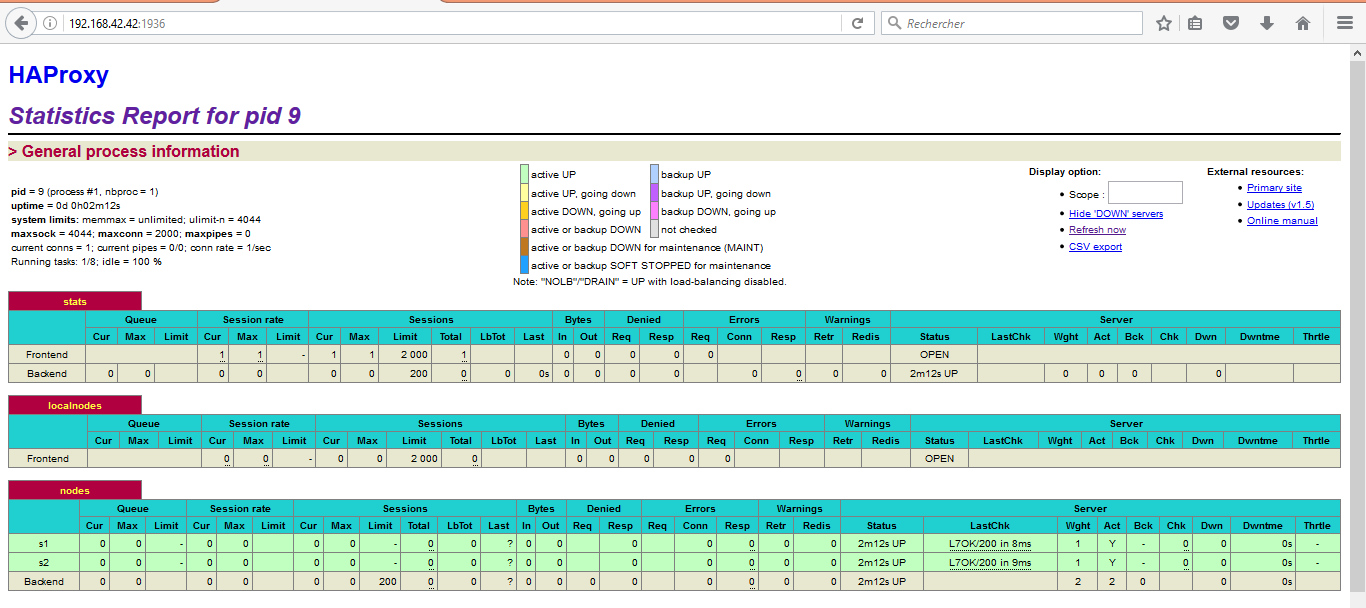 192.168.42.42:1936
Rechercher
HAProxy
Statistics Report for pid 9
> General process information
pid = 9 (process #1, nbproc = 1)
uptime = 0d 0h02m12s
system limits: memmax = unlimited; ulimit-n = 4044
maxsock = 4044; maxconn = 2000; maxpipes = 0
current conns = 1; current pipes = 0/0; conn rate = 1/sec
Running tasks: 1/8; idle = 100 %
active UP backup UP
active UP, going down backup UP, going down
active DOWN, going up backup DOWN, going up
active or backup DOWN not checked
active or backup DOWN for maintenance (MAINT)
active or backup SOFT STOPPED for maintenance
Note: "NOLB"/"DRAIN" = UP with load-balancing disabled.
Display option:
• Scope :
• Hide 'DOWN' servers
• Refresh now
• CSV export
External resources:
• Primary site
• Updates (v1.5)
• Online manual
stats
Queue Session rate Sessions Bytes Denied Errors Warnings Server
Cur Max Limit Cur Max Limit Cur Max Limit Total LbTot Last In Out Req Resp Req Conn Resp Retr Redis Status LastChk Wght Act Bck Chk Dwn Dwntme Thrtle
Frontend 1 1 - 1 1 2 000 1 0 0 0 0 0 OPEN
Backend 0 0 0 0 0 0 200 0 0 0s 0 0 0 0 0 0 0 0 2m12s UP 0 0 0 0
localnodes
Queue Session rate Sessions Bytes Denied Errors Warnings Server
Cur Max Limit Cur Max Limit Cur Max Limit Total LbTot Last In Out Req Resp Req Conn Resp Retr Redis Status LastChk Wght Act Bck Chk Dwn Dwntme Thrtle
Frontend 0 0 - 0 0 2 000 0 0 0 0 0 0 OPEN
nodes
Queue Session rate Sessions Bytes Denied Errors Warnings Server
Cur Max Limit Cur Max Limit Cur Max Limit Total LbTot Last In Out Req Resp Req Conn Resp Retr Redis Status LastChk Wght Act Bck Chk Dwn Dwntme Thrtle
s1 0 0 - 0 0 0 0 - 0 0 ? 0 0 0 0 0 0 0 2m12s UP L7OK/200 in 8ms 1 Y - 0 0 0s -
s2 0 0 - 0 0 0 0 - 0 0 ? 0 0 0 0 0 0 0 2m12s UP L7OK/200 in 9ms 1 Y - 0 0 0s -
Backend 0 0 0 0 0 0 200 0 0 ? 0 0 0 0 0 0 0 0 2m12s UP 2 2 0 0 0s